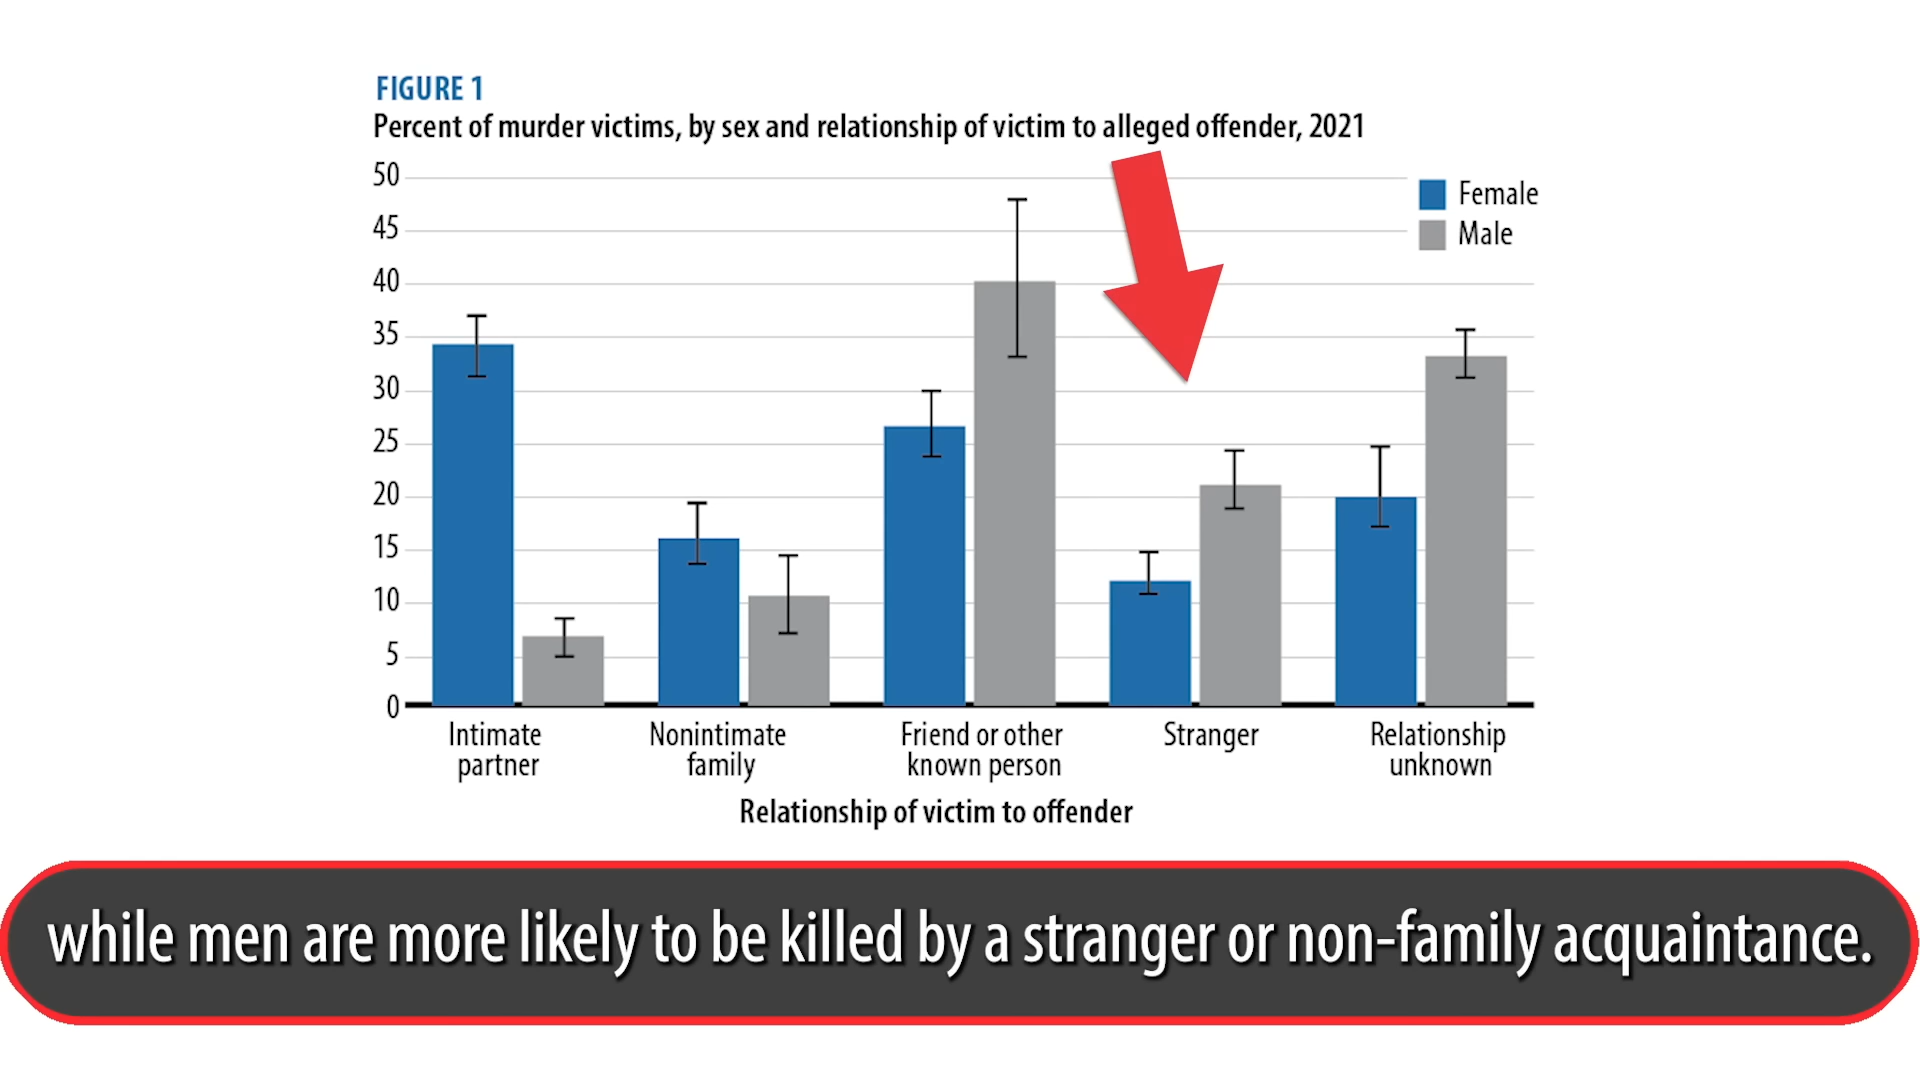 FIGURE 1
Percent of murder victims, by sex and relationship of victim to alleged offender, 2021
50
45
40
35
30
25
20
15
10
5
0
Female
Male
Intimate
partner
Nonintimate
family
Friend or other
known person
Stranger
Relationship
unknown
Relationship of victim to offender
while men are more likely to be killed by a stranger or non-family acquaintance.